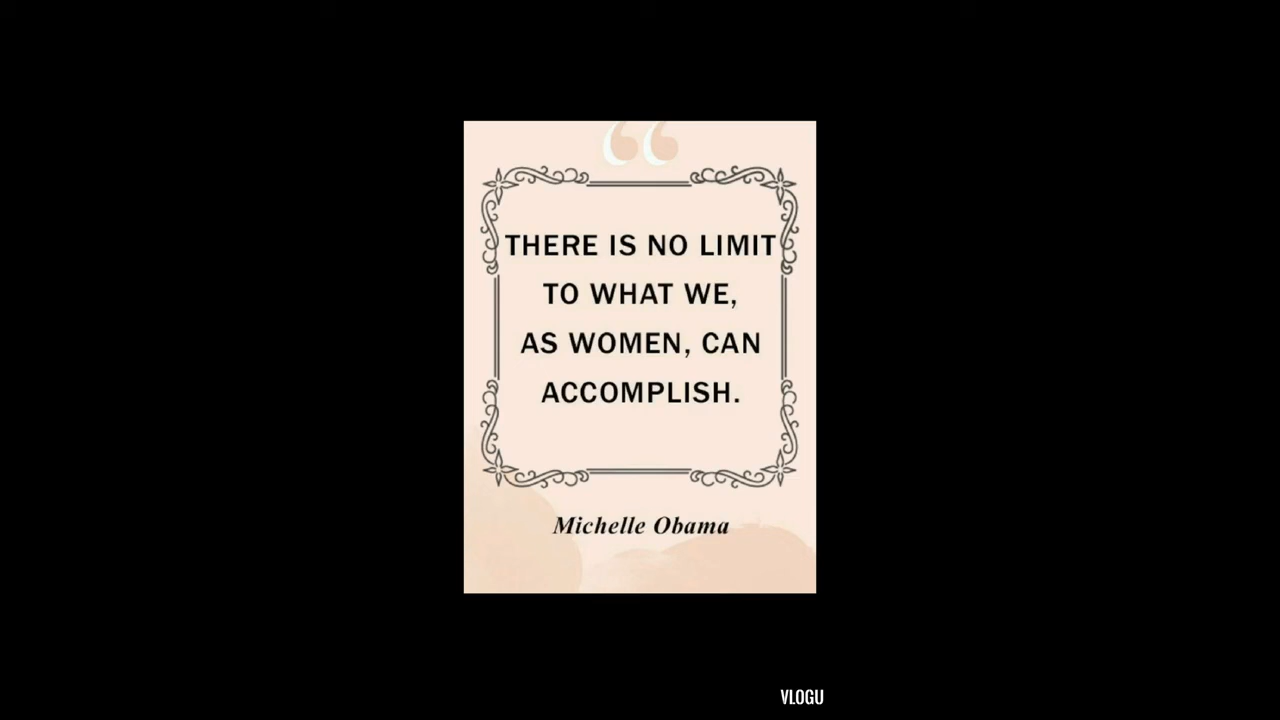 THERE IS NO LIMIT
TO WHAT WE,
AS WOMEN, CAN
ACCOMPLISH.
Michelle Obama
VLOGU